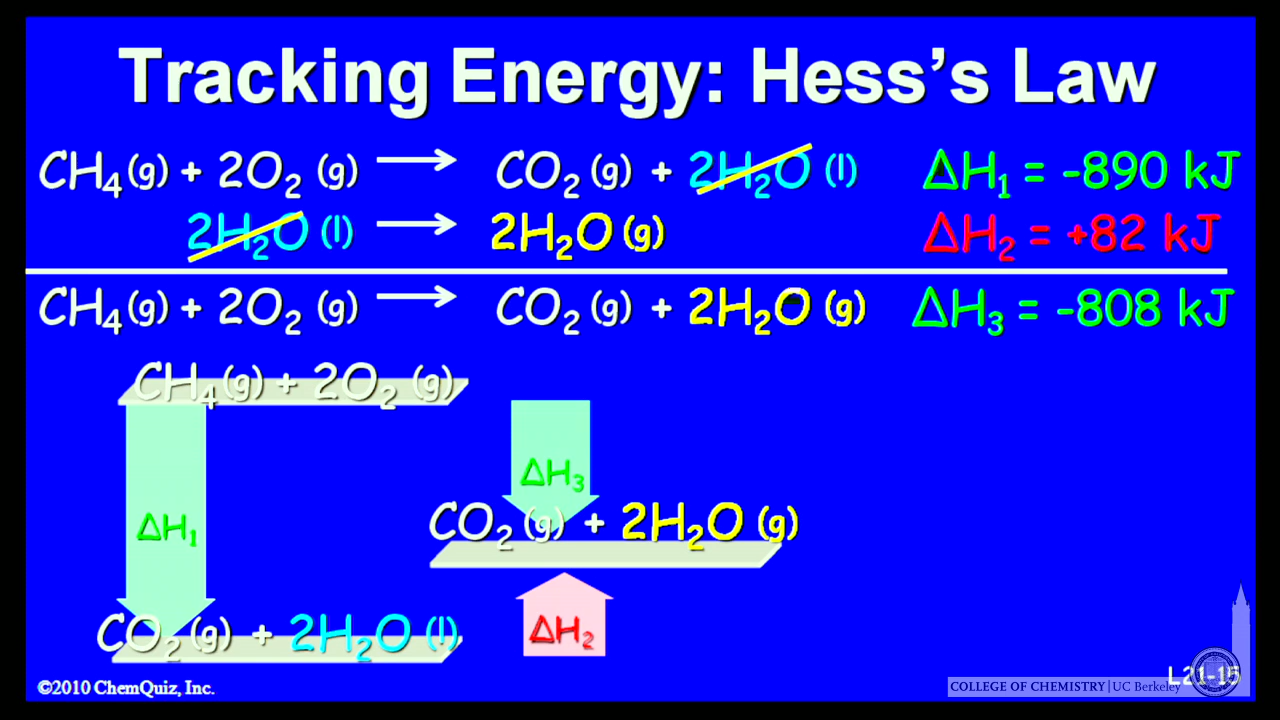 Tracking Energy: Hess's Law
CH₄(g) + 2O₂ (g) → CO₂ (g) + 2H₂O (l) ΔH₁ = -890 kJ
2H₂O (l) → 2H₂O (g) ΔH₂ = +82 kJ
CH₄(g) + 2O₂ (g) → CO₂ (g) + 2H₂O (g) ΔH₃ = -808 kJ
CH₄(g) + 2O₂ (g)
ΔH₃
CO₂ (g) + 2H₂O (g)
ΔH₁
CO₂ (g) + 2H₂O (l)
ΔH₂
©2010 ChemQuiz, Inc.
L21-15
COLLEGE OF CHEMISTRY | UC Berkeley